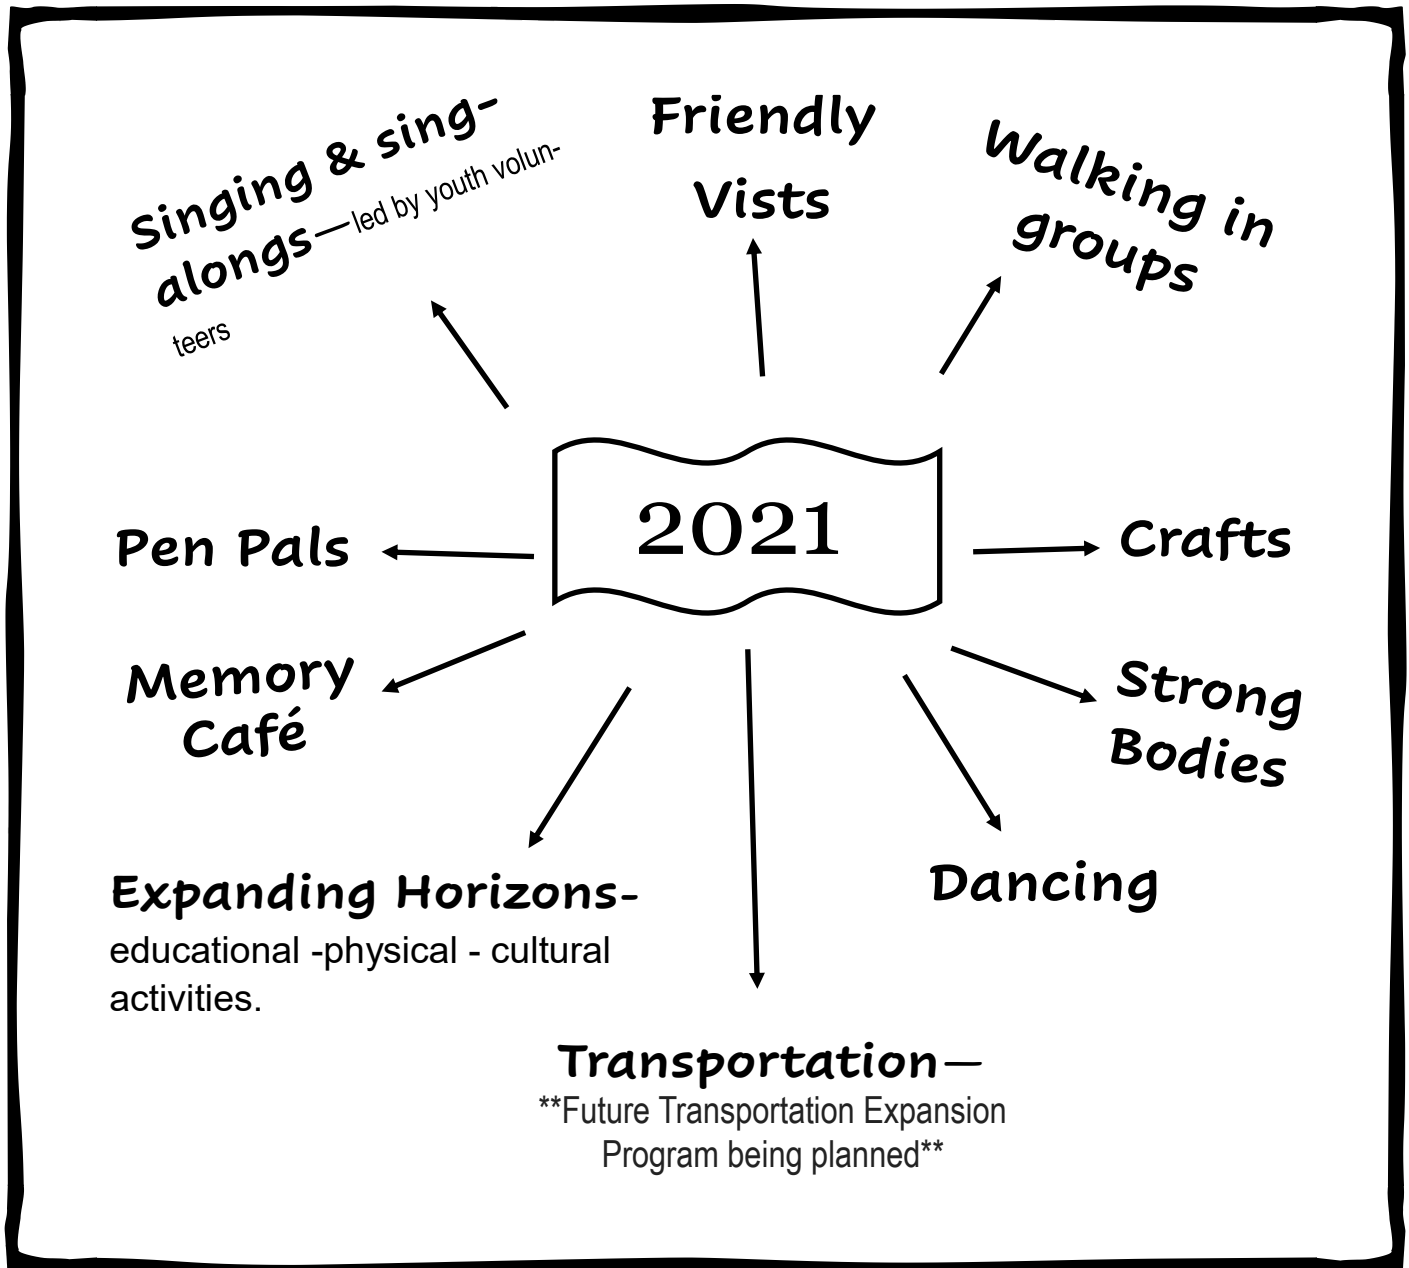 Singing & sing-
alongs—led by youth volun-
teers
Friendly
Vists
Walking in
groups
2021
Pen Pals
Crafts
Memory
Café
Strong
Bodies
Expanding Horizons-
educational -physical - cultural
activities.
Dancing
Transportation—
**Future Transportation Expansion
Program being planned**